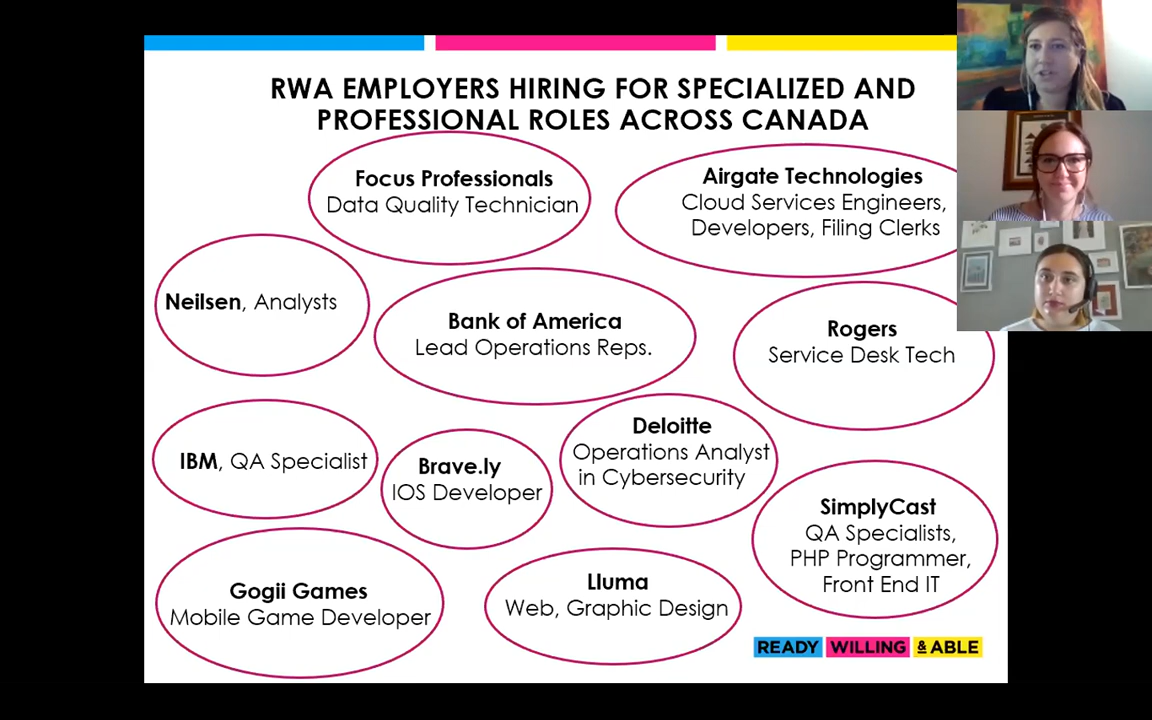 RWA EMPLOYERS HIRING FOR SPECIALIZED AND
PROFESSIONAL ROLES ACROSS CANADA
Focus Professionals
Data Quality Technician
Airgate Technologies
Cloud Services Engineers,
Developers, Filing Clerks
Neilsen, Analysts
Bank of America
Lead Operations Reps.
Rogers
Service Desk Tech
IBM, QA Specialist
Brave.ly
IOS Developer
Deloitte
Operations Analyst
in Cybersecurity
SimplyCast
QA Specialists,
PHP Programmer,
Front End IT
Gogii Games
Mobile Game Developer
Lluma
Web, Graphic Design
READY WILLING & ABLE